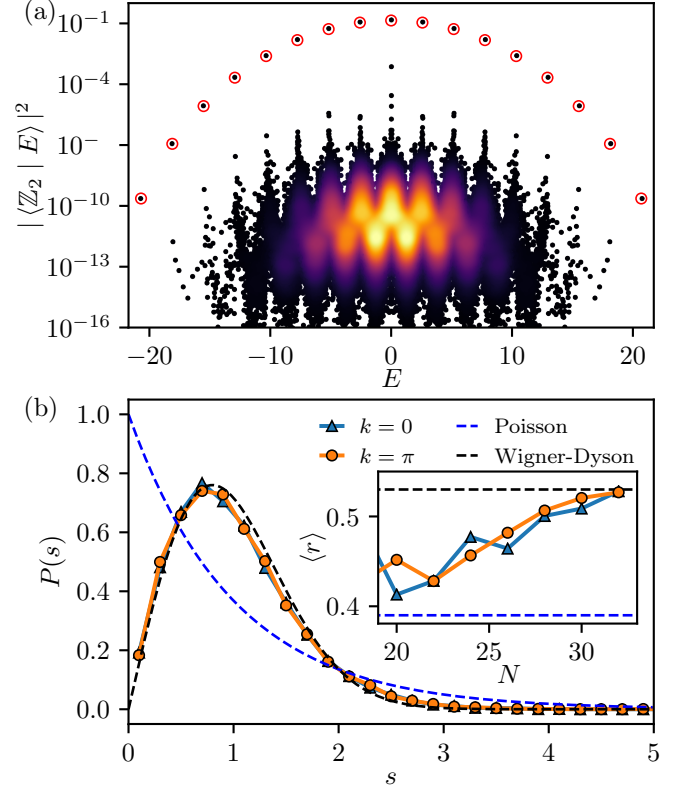 (a)
| ⟨ℤ₂ | E⟩ |²
10⁻¹
10⁻⁴
10⁻
10⁻¹⁰
10⁻¹³
10⁻¹⁶
−20 −10 0 10 20
E
(b)
P(s)
1.0
0.8
0.6
0.4
0.2
0.0
k = 0
k = π
Poisson
Wigner-Dyson
⟨r⟩
0.5
0.4
20 25 30
N
0 1 2 3 4 5
s